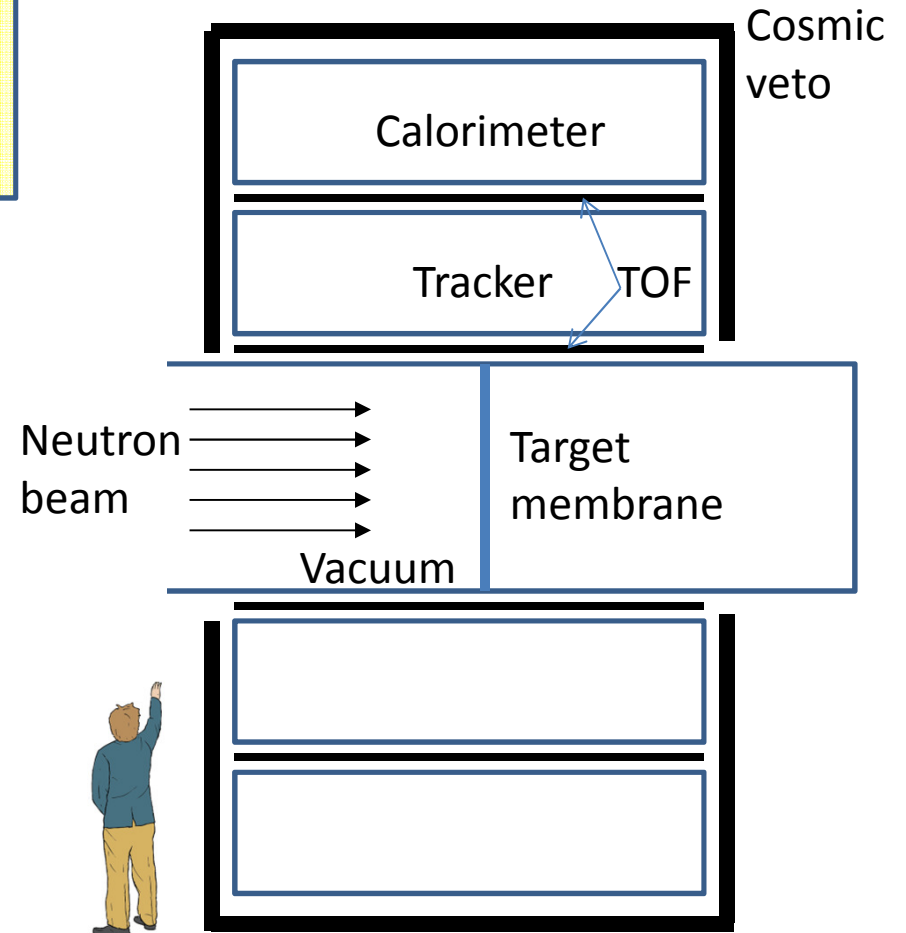 Cosmic
veto
Calorimeter
Tracker
TOF
Neutron
beam
Target
membrane
Vacuum